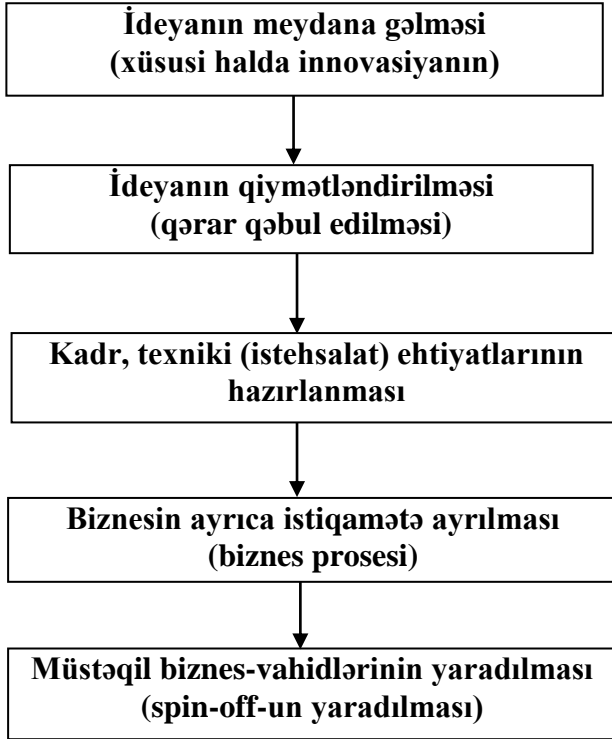 İdeyanın meydana gəlməsi
(xüsusi halda innovasiyanın)
İdeyanın qiymətləndirilməsi
(qərar qəbul edilməsi)
Kadr, texniki (istehsalat) ehtiyatlarının
hazırlanması
Biznesin ayrıca istiqamətə ayrılması
(biznes prosesi)
Müstəqil biznes-vahidlərinin yaradılması
(spin-off-un yaradılması)